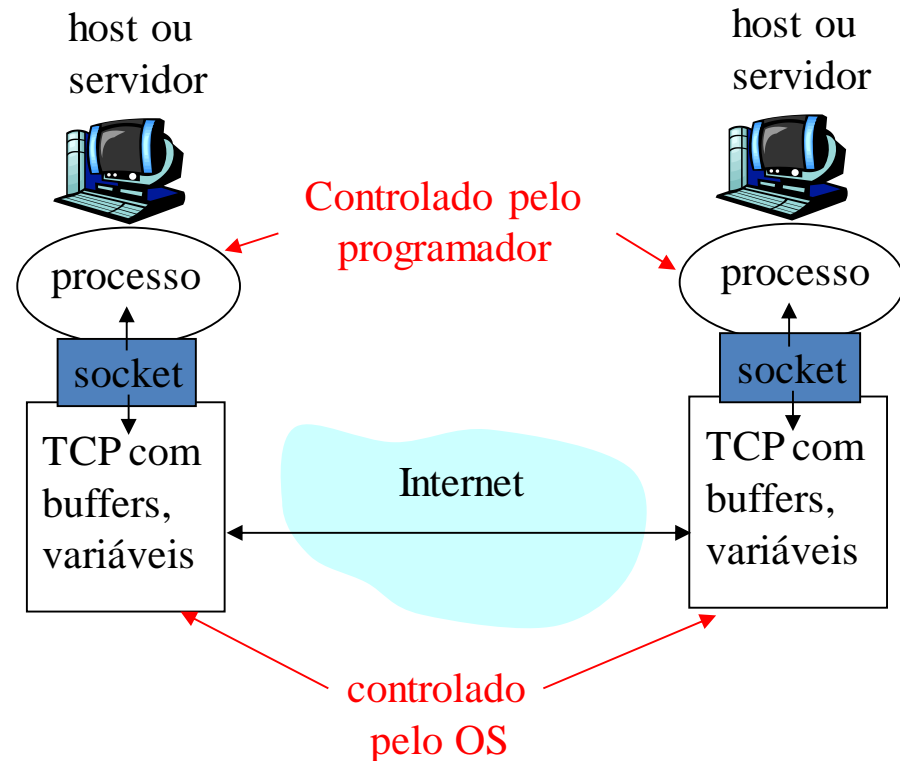 host ou
servidor
host ou
servidor
Controlado pelo
programador
processo
processo
socket
socket
TCP com
buffers,
variáveis
Internet
TCP com
buffers,
variáveis
controlado
pelo OS